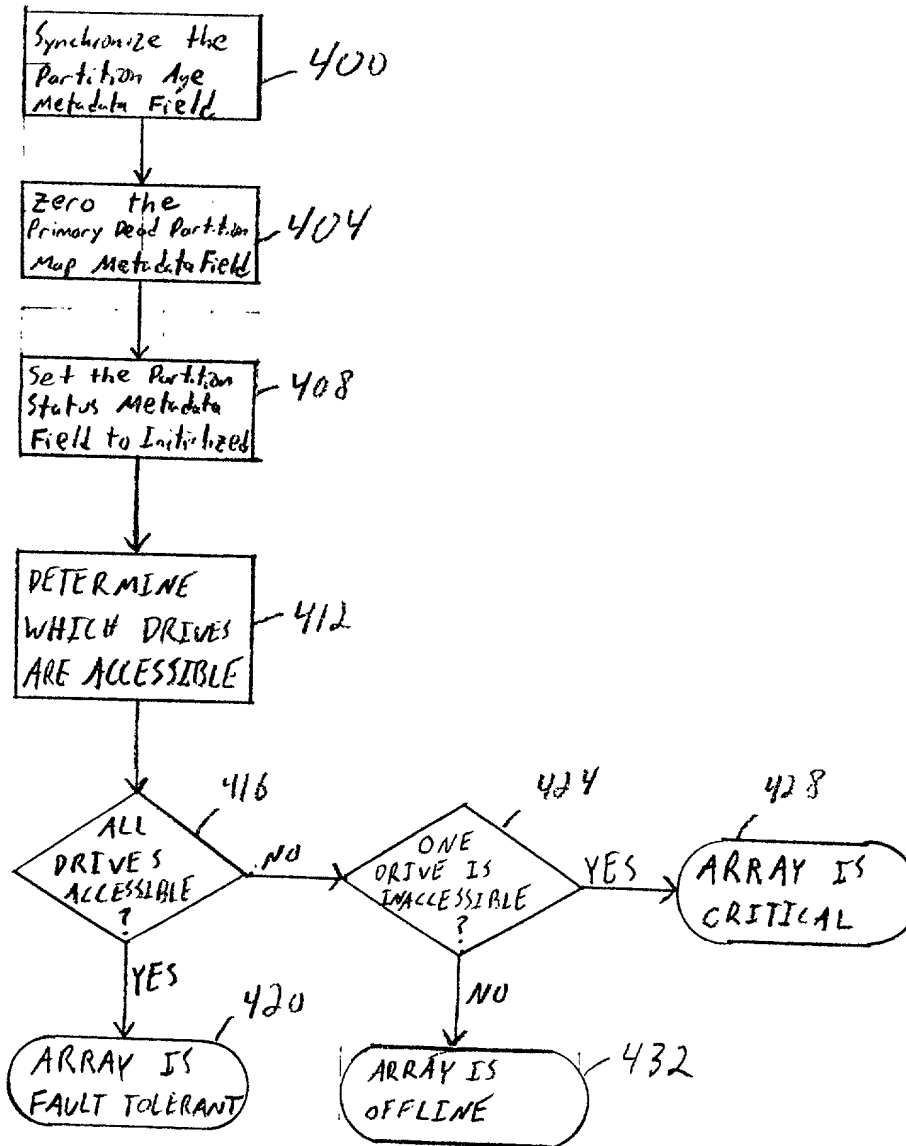 Synchronize the
Partition Age
Metadata Field
400
Zero the
Primary Dead Partition
Map Metadata Field
404
Set the Partition
Status Metadata
Field to Initilized
408
DETERMINE
WHICH DRIVES
ARE ACCESSIBLE
412
ALL
DRIVES
ACCESSIBLE
?
416
NO
ONE
DRIVE IS
INACCESSIBLE
?
424
YES
ARRAY IS
CRITICAL
428
YES
ARRAY IS
FAULT TOLERANT
420
NO
ARRAY IS
OFFLINE
432